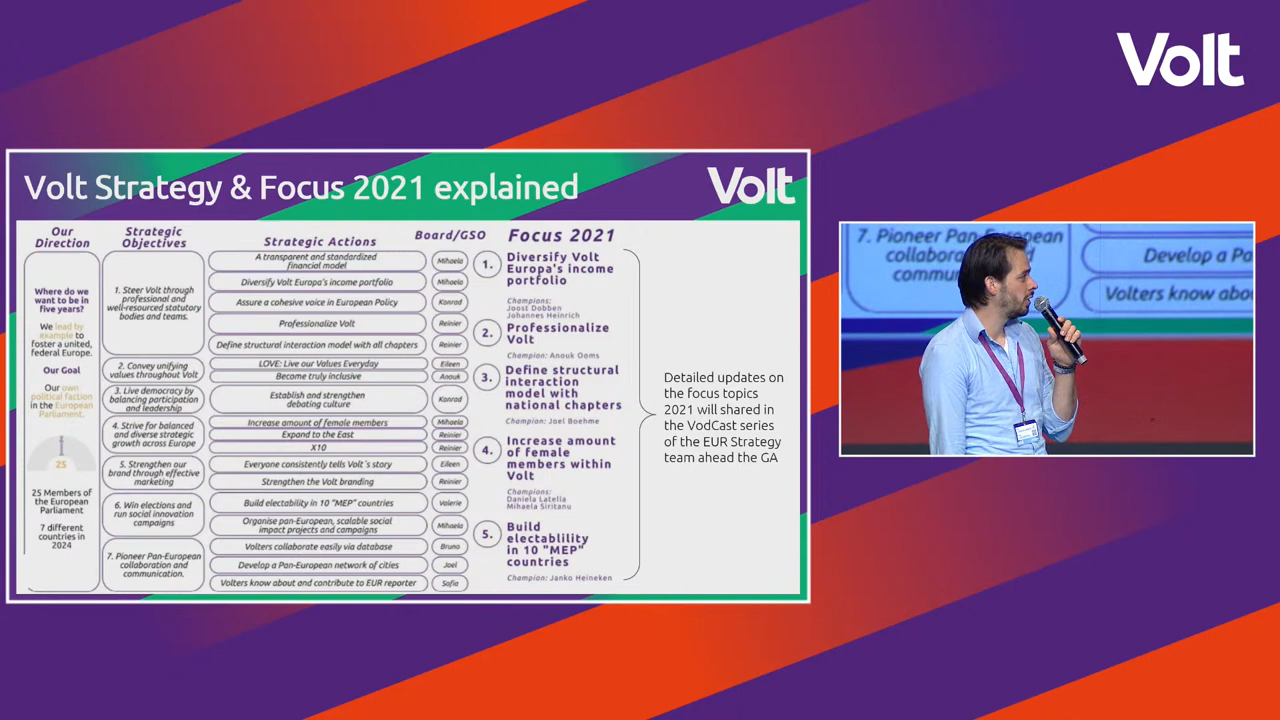 Volt
Volt Strategy & Focus 2021 explained
Volt
Our
Direction
Where do we
want to be in
five years?
We lead by
example to
foster a united,
federal Europe.
Our Goal
Our own
political faction
in the European
Parliament.
25
25 Members of
the European
Parliament
7 different
countries in
2024
Strategic
Objectives
1. Steer Volt through
professional and
well-resourced statutory
bodies and teams.
2. Convey unifying
values throughout Volt
3. Live democracy by
balancing participation
and leadership
4. Strive for balanced
and diverse strategic
growth across Europe
5. Strengthen our
brand through effective
marketing
6. Win elections and
run social innovation
campaigns
7. Pioneer Pan-European
collaboration and
communication.
Strategic Actions
Board/GSO
A transparent and standardized
financial model
Mihaela
Diversify Volt Europa's income portfolio
Mihaela
Assure a cohesive voice in European Policy
Konrad
Professionalize Volt
Reinier
Define structural interaction model with all chapters
Reinier
LOVE: Live our Values Everyday
Eileen
Become truly inclusive
Anouk
Establish and strengthen
debating culture
Konrad
Increase amount of female members
Mihaela
Expand to the East
Reinier
X10
Reinier
Everyone consistently tells Volt´s story
Eileen
Strengthen the Volt branding
Reinier
Build electability in 10 "MEP" countries
Valerie
Organise pan-European, scalable social
impact projects and campaigns
Mihaela
Volters collaborate easily via database
Bruno
Develop a Pan-European network of cities
Joel
Volters know about and contribute to EUR reporter
Sofia
Focus 2021
1. Diversify Volt
Europa's income
portfolio
Champions:
Joost Dobben
Johannes Heinrich
2. Professionalize
Volt
Champion: Anouk Ooms
3. Define structural
interaction
model with
national chapters
Champion: Joel Boehme
4. Increase amount
of female
members within
Volt
Champions:
Daniela Latella
Mihaela Siritanu
5. Build
electablility
in 10 "MEP"
countries
Champion: Janko Heineken
Detailed updates on
the focus topics
2021 will shared in
the VodCast series
of the EUR Strategy
team ahead the GA
7. Pioneer Pan-European
collabora
commun
Develop a Pa
Volters know abou